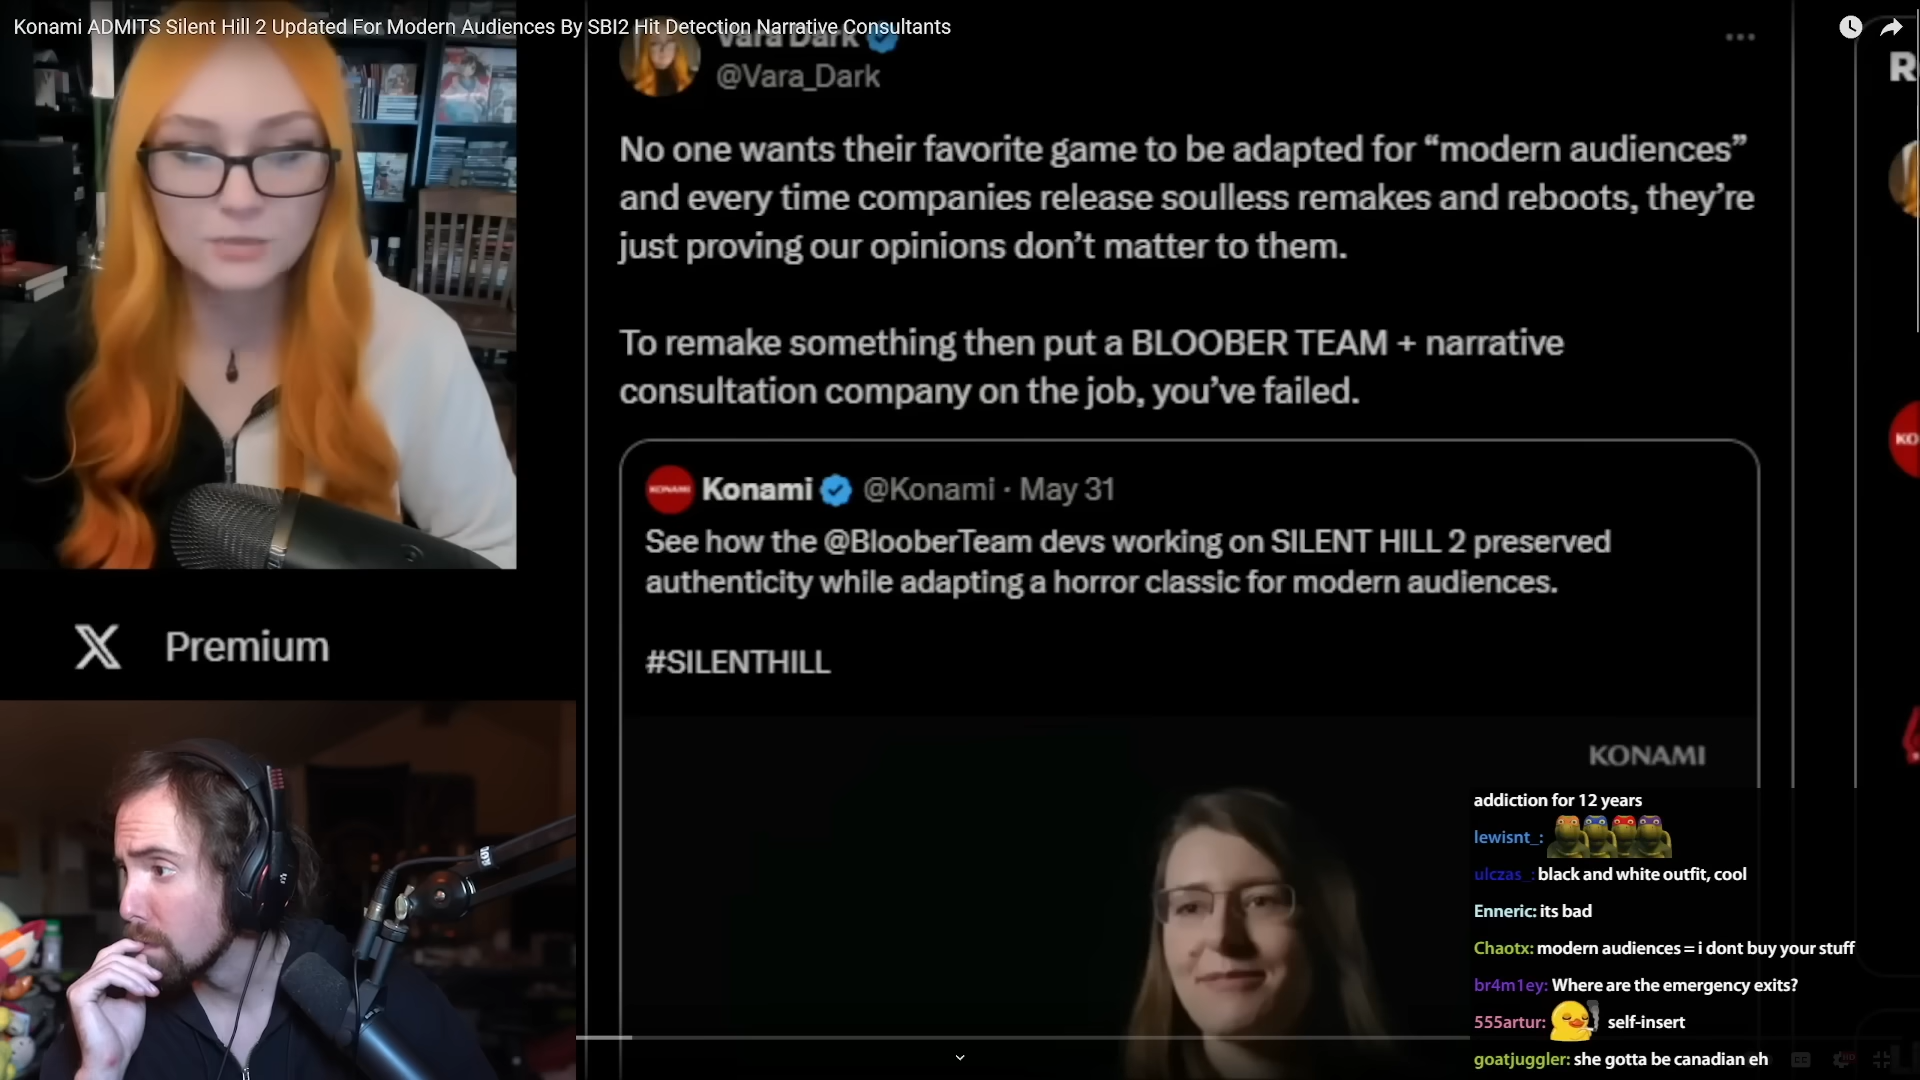 Konami ADMITS Silent Hill 2 Updated For Modern Audiences By SBI2 Hit Detection Narrative Consultants
Vara Dark
@Vara_Dark
No one wants their favorite game to be adapted for “modern audiences”
and every time companies release soulless remakes and reboots, they’re
just proving our opinions don’t matter to them.
To remake something then put a BLOOBER TEAM + narrative
consultation company on the job, you’ve failed.
KONAMI
Konami @Konami · May 31
See how the @BlooberTeam devs working on SILENT HILL 2 preserved
authenticity while adapting a horror classic for modern audiences.
#SILENTHILL
KONAMI
X Premium
addiction for 12 years
lewisnt_:
ulczas_: black and white outfit, cool
Enneric: its bad
Chaotx: modern audiences = i dont buy your stuff
br4m1ey: Where are the emergency exits?
555artur: self-insert
goatjuggler: she gotta be canadian eh
R
KO